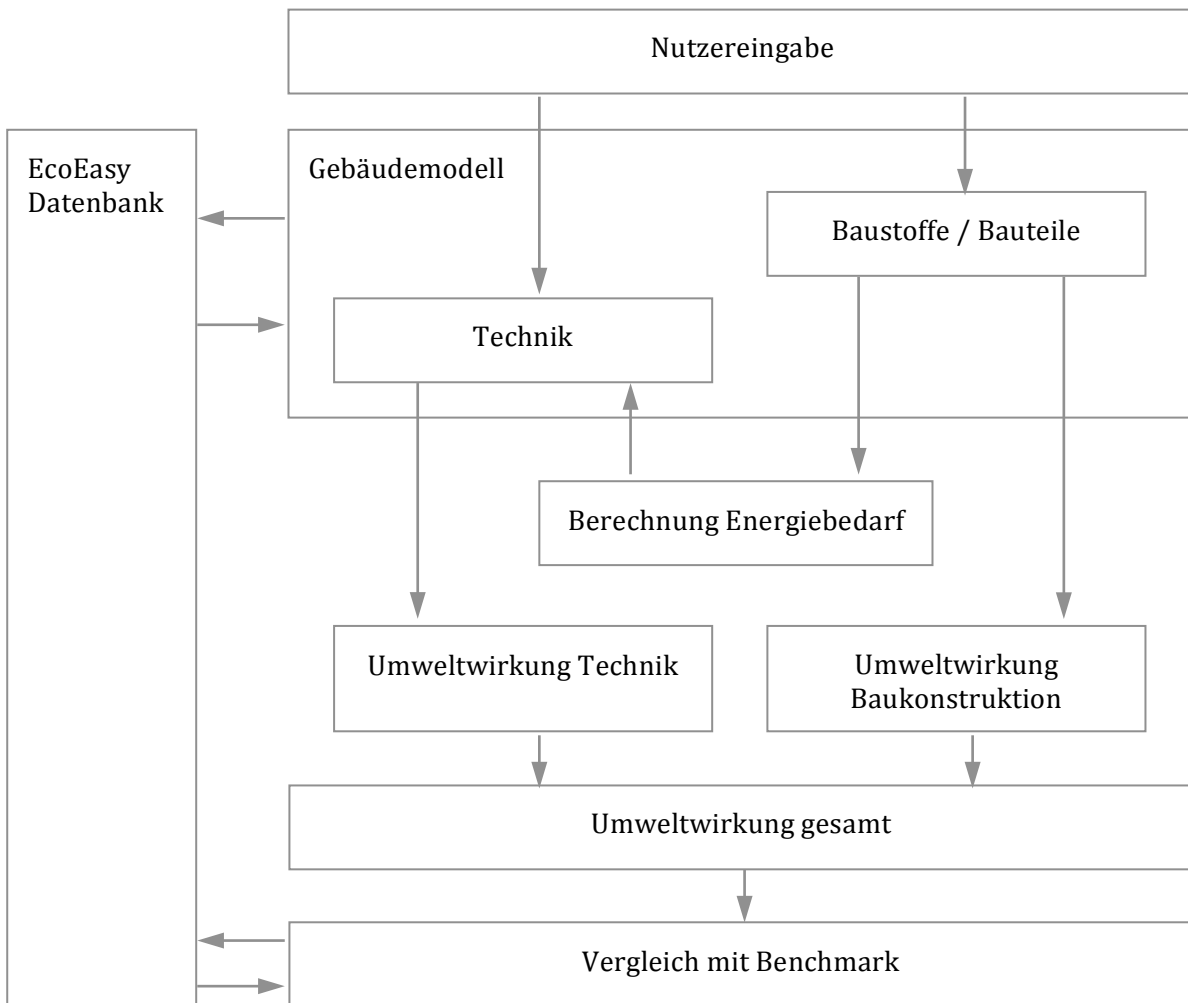 Nutzereingabe
EcoEasy
Datenbank
Gebäudemodell
Baustoffe / Bauteile
Technik
Berechnung Energiebedarf
Umweltwirkung Technik
Umweltwirkung
Baukonstruktion
Umweltwirkung gesamt
Vergleich mit Benchmark